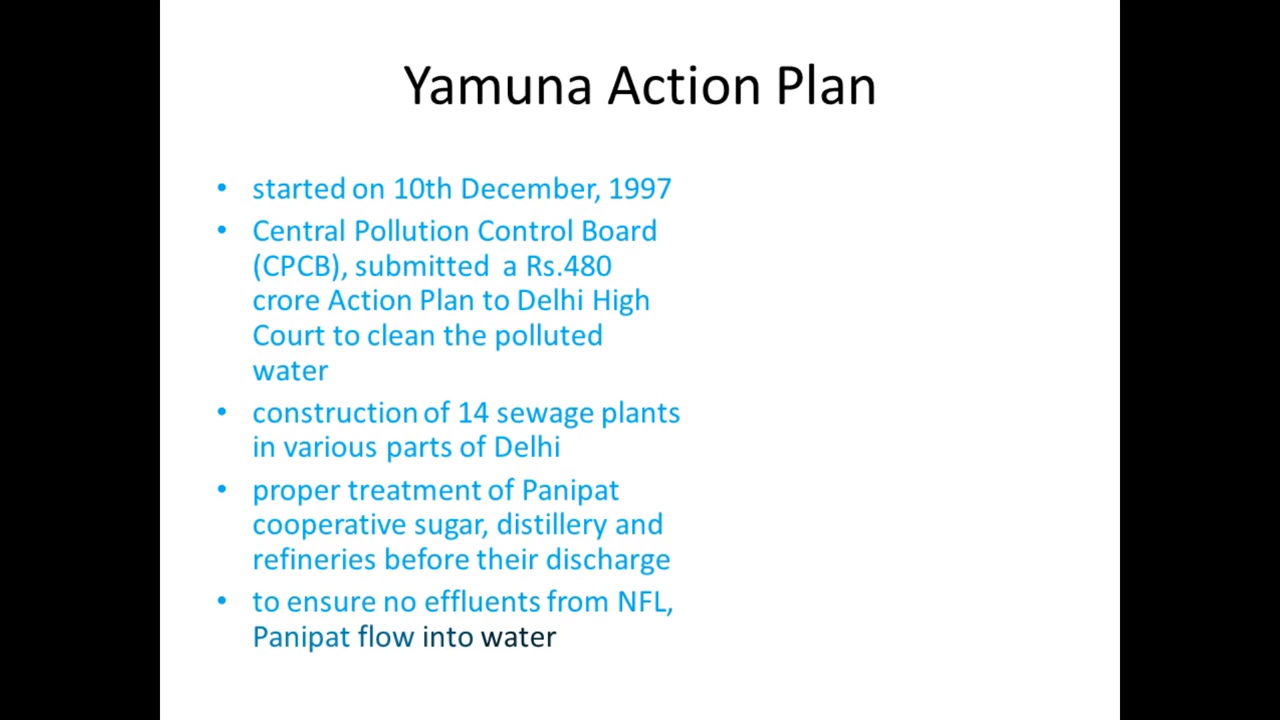 Yamuna Action Plan
• started on 10th December, 1997
• Central Pollution Control Board
(CPCB), submitted a Rs.480
crore Action Plan to Delhi High
Court to clean the polluted
water
• construction of 14 sewage plants
in various parts of Delhi
• proper treatment of Panipat
cooperative sugar, distillery and
refineries before their discharge
• to ensure no effluents from NFL,
Panipat flow into water